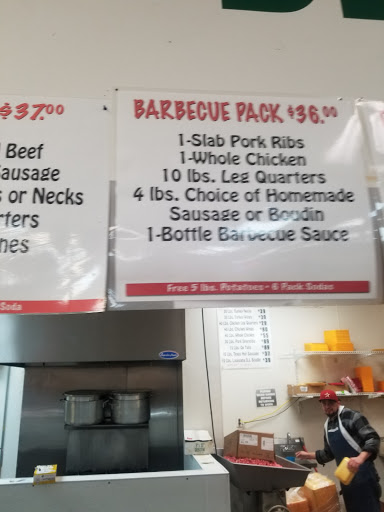 $37.00
Beef
Sausage
s or Necks
rters
nes
Soda
BARBECUE PACK $36.00
1-Slab Pork Ribs
1-Whole Chicken
10 lbs. Leg Quarters
4 lbs. Choice of Homemade
Sausage or Boudin
1-Bottle Barbecue Sauce
Free 5 lbs. Potatoes - 6 Pack Sodas